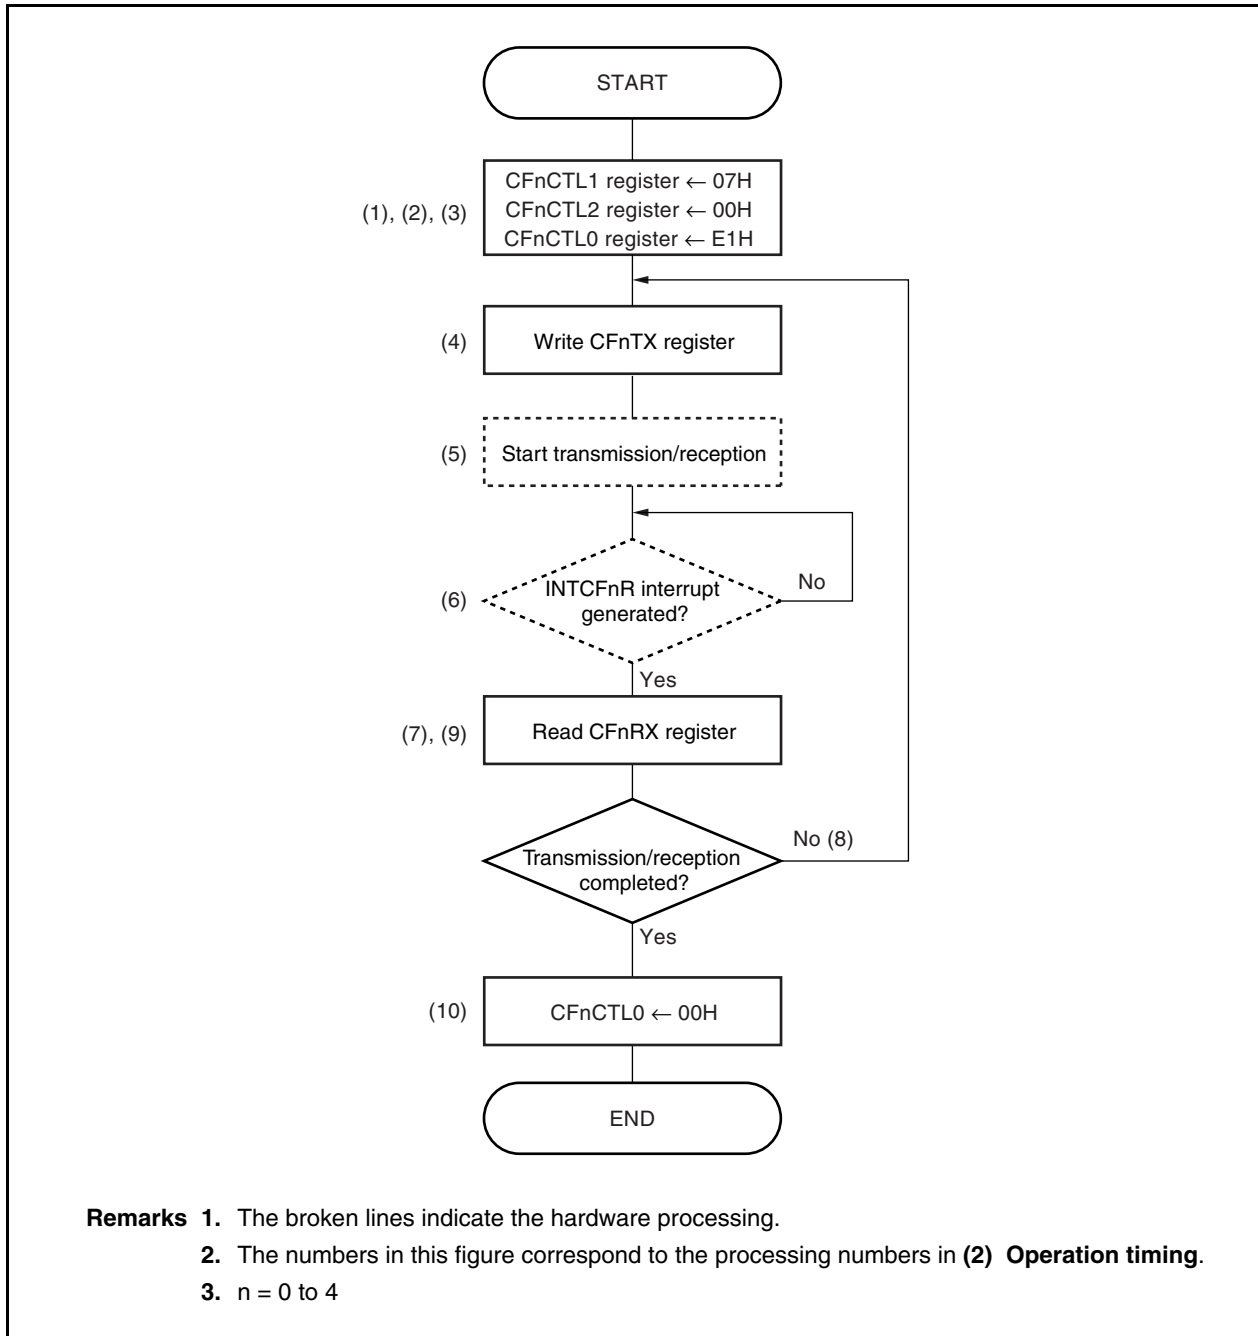 START
(1), (2), (3)
CFnCTL1 register ← 07H
CFnCTL2 register ← 00H
CFnCTL0 register ← E1H
(4)
Write CFnTX register
(5)
Start transmission/reception
(6)
INTCFnR interrupt
generated?
No
Yes
(7), (9)
Read CFnRX register
Transmission/reception
completed?
No (8)
Yes
(10)
CFnCTL0 ← 00H
END
Remarks 1. The broken lines indicate the hardware processing.
2. The numbers in this figure correspond to the processing numbers in (2) Operation timing.
3. n = 0 to 4